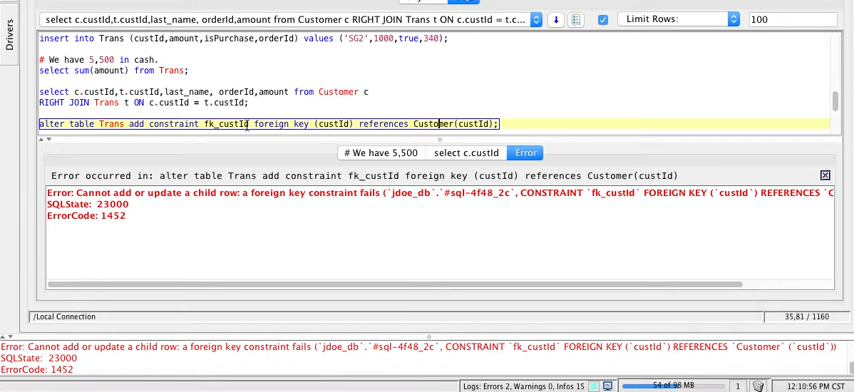 Drivers
select c.custId,t.custId,last_name, orderId,amount from Customer c RIGHT JOIN Trans t ON c.custId = t.c...
Limit Rows:
100
insert into Trans (custId,amount,isPurchase,orderId) values ('SG2',1000,true,340);
# We have 5,500 in cash.
select sum(amount) from Trans;
select c.custId,t.custId,last_name, orderId,amount from Customer c
RIGHT JOIN Trans t ON c.custId = t.custId;
alter table Trans add constraint fk_custId foreign key (custId) references Customer(custId);
# We have 5,500
select c.custId
Error
Error occurred in: alter table Trans add constraint fk_custId foreign key (custId) references Customer(custId)
Error: Cannot add or update a child row: a foreign key constraint fails (`jdoe_db`.`#sql-4f48_2c`, CONSTRAINT `fk_custId` FOREIGN KEY (`custId`) REFERENCES `C
SQLState: 23000
ErrorCode: 1452
/Local Connection
35,81 / 1160
Error: Cannot add or update a child row: a foreign key constraint fails (`jdoe_db`.`#sql-4f48_2c`, CONSTRAINT `fk_custId` FOREIGN KEY (`custId`) REFERENCES `Customer` (`custId`))
SQLState: 23000
ErrorCode: 1452
Logs: Errors 2, Warnings 0, Infos 15
54 of 98 MB
1
12:10:56 PM CST